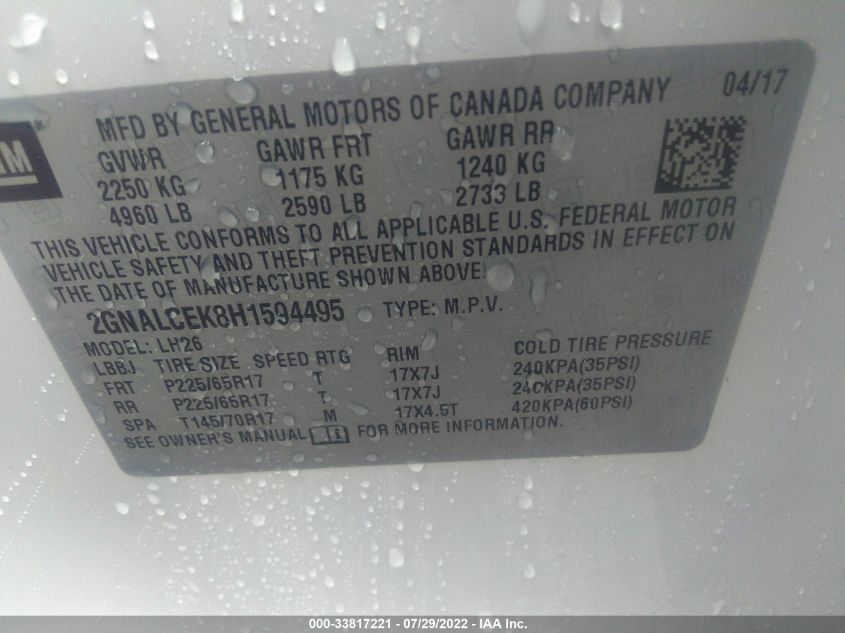 04/17
MFD BY GENERAL MOTORS OF CANADA COMPANY
GM
GVWR GAWR FRT GAWR RR
2250 KG 1175 KG 1240 KG
4960 LB 2590 LB 2733 LB
THIS VEHICLE CONFORMS TO ALL APPLICABLE U.S. FEDERAL MOTOR
VEHICLE SAFETY AND THEFT PREVENTION STANDARDS IN EFFECT ON
THE DATE OF MANUFACTURE SHOWN ABOVE.
2GNALCEK8H1594495 TYPE: M.P.V.
MODEL: LH26
LBBJ TIRE SIZE SPEED RTG RIM COLD TIRE PRESSURE
FRT P225/65R17 T 17X7J 240KPA(35PSI)
RR P225/65R17 T 17X7J 240KPA(35PSI)
SPA T145/70R17 M 17X4.5T 420KPA(60PSI)
SEE OWNER'S MANUAL FOR MORE INFORMATION.
000-33817221 - 07/29/2022 - IAA Inc.